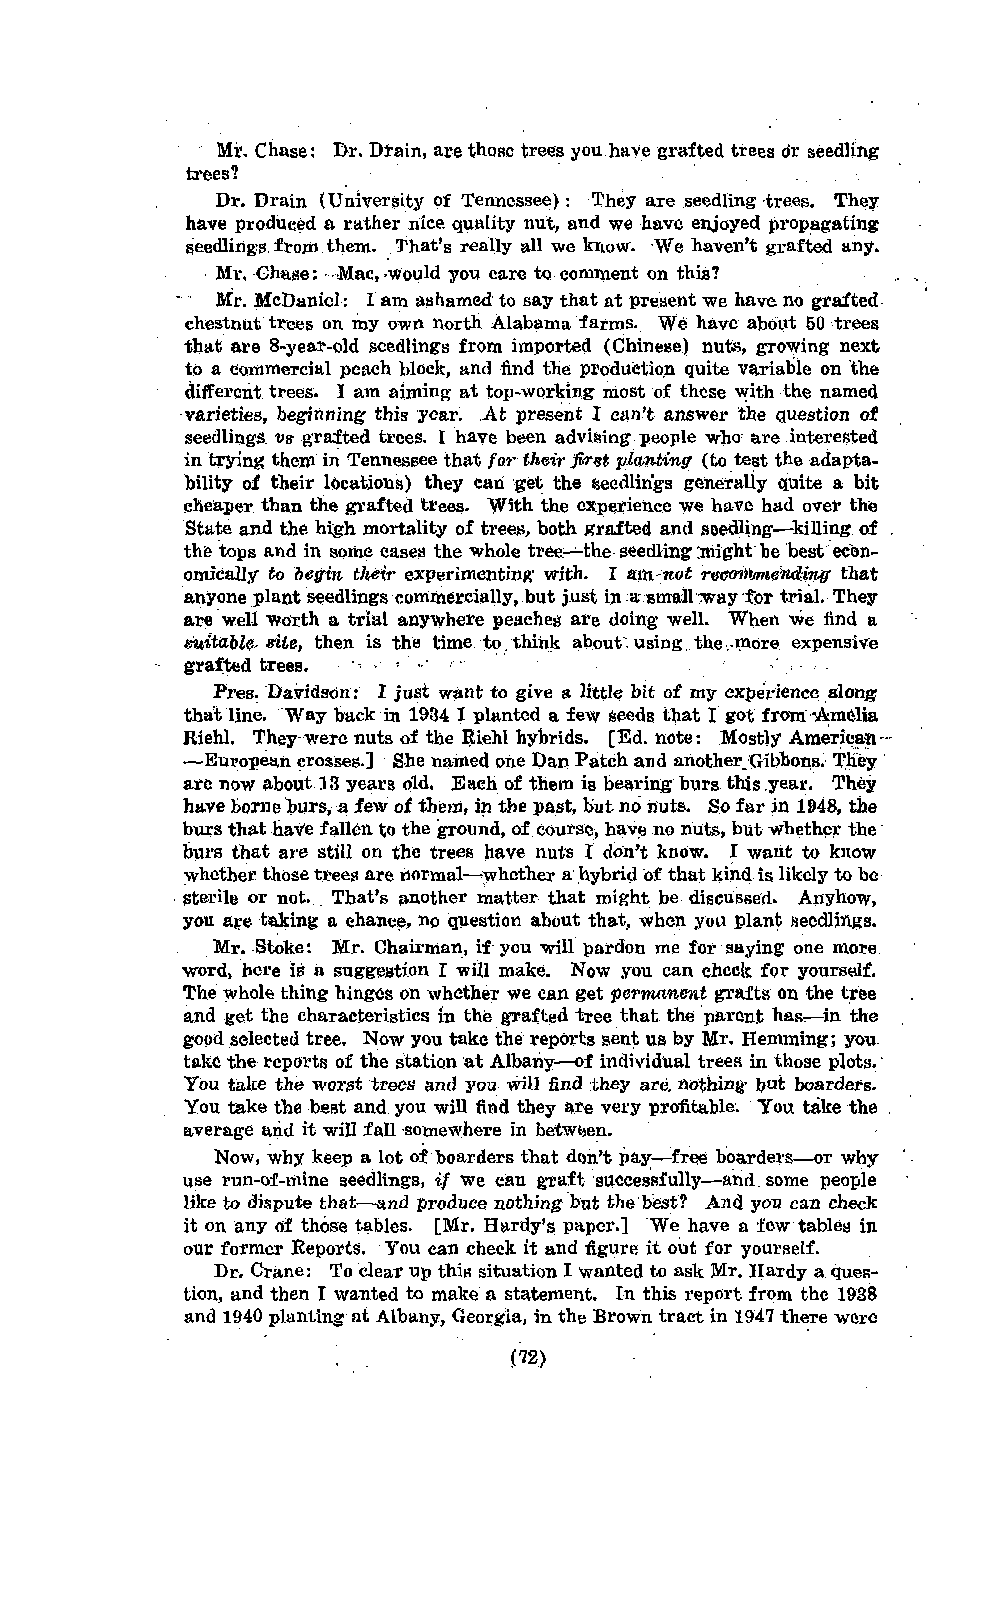 Mr. Chase: Dr. Drain, are those trees you have grafted trees or seedling
trees?
Dr. Drain (University of Tennessee): They are seedling trees. They
have produced a rather nice quality nut, and we have enjoyed propagating
seedlings from them. That's really all we know. We haven't grafted any.
Mr. Chase: Mac, would you care to comment on this?
Mr. McDaniel: I am ashamed to say that at present we have no grafted
chestnut trees on my own north Alabama farms. We have about 50 trees
that are 8-year-old seedlings from imported (Chinese) nuts, growing next
to a commercial peach block, and find the production quite variable on the
different trees. I am aiming at top-working most of these with the named
varieties, beginning this year. At present I can't answer the question of
seedlings vs grafted trees. I have been advising people who are interested
in trying them in Tennessee that for their first planting (to test the adapta-
bility of their locations) they can get the seedlings generally quite a bit
cheaper than the grafted trees. With the experience we have had over the
State and the high mortality of trees, both grafted and seedling—killing of
the tops and in some cases the whole tree—the seedling might be best econ-
omically to begin their experimenting with. I am not recommending that
anyone plant seedlings commercially, but just in a small way for trial. They
are well worth a trial anywhere peaches are doing well. When we find a
suitable site, then is the time to think about using the more expensive
grafted trees.
Pres. Davidson: I just want to give a little bit of my experience along
that line. Way back in 1934 I planted a few seeds that I got from Amelia
Riehl. They were nuts of the Riehl hybrids. [Ed. note: Mostly American-
—European crosses.] She named one Dan Patch and another Gibbons. They
are now about 13 years old. Each of them is bearing burs this year. They
have borne burs, a few of them, in the past, but no nuts. So far in 1948, the
burs that have fallen to the ground, of course, have no nuts, but whether the
burs that are still on the trees have nuts I don't know. I want to know
whether those trees are normal—whether a hybrid of that kind is likely to be
sterile or not. That's another matter that might be discussed. Anyhow,
you are taking a chance, no question about that, when you plant seedlings.
Mr. Stoke: Mr. Chairman, if you will pardon me for saying one more
word, here is a suggestion I will make. Now you can check for yourself.
The whole thing hinges on whether we can get permanent grafts on the tree
and get the characteristics in the grafted tree that the parent has—in the
good selected tree. Now you take the reports sent us by Mr. Hemming; you
take the reports of the station at Albany—of individual trees in those plots.
You take the worst trees and you will find they are nothing but boarders.
You take the best and you will find they are very profitable. You take the
average and it will fall somewhere in between.
Now, why keep a lot of boarders that don't pay—free boarders—or why
use run-of-mine seedlings, if we can graft successfully—and some people
like to dispute that—and produce nothing but the best? And you can check
it on any of those tables. [Mr. Hardy's paper.] We have a few tables in
our former Reports. You can check it and figure it out for yourself.
Dr. Crane: To clear up this situation I wanted to ask Mr. Hardy a ques-
tion, and then I wanted to make a statement. In this report from the 1938
and 1940 planting at Albany, Georgia, in the Brown tract in 1947 there were
(72)